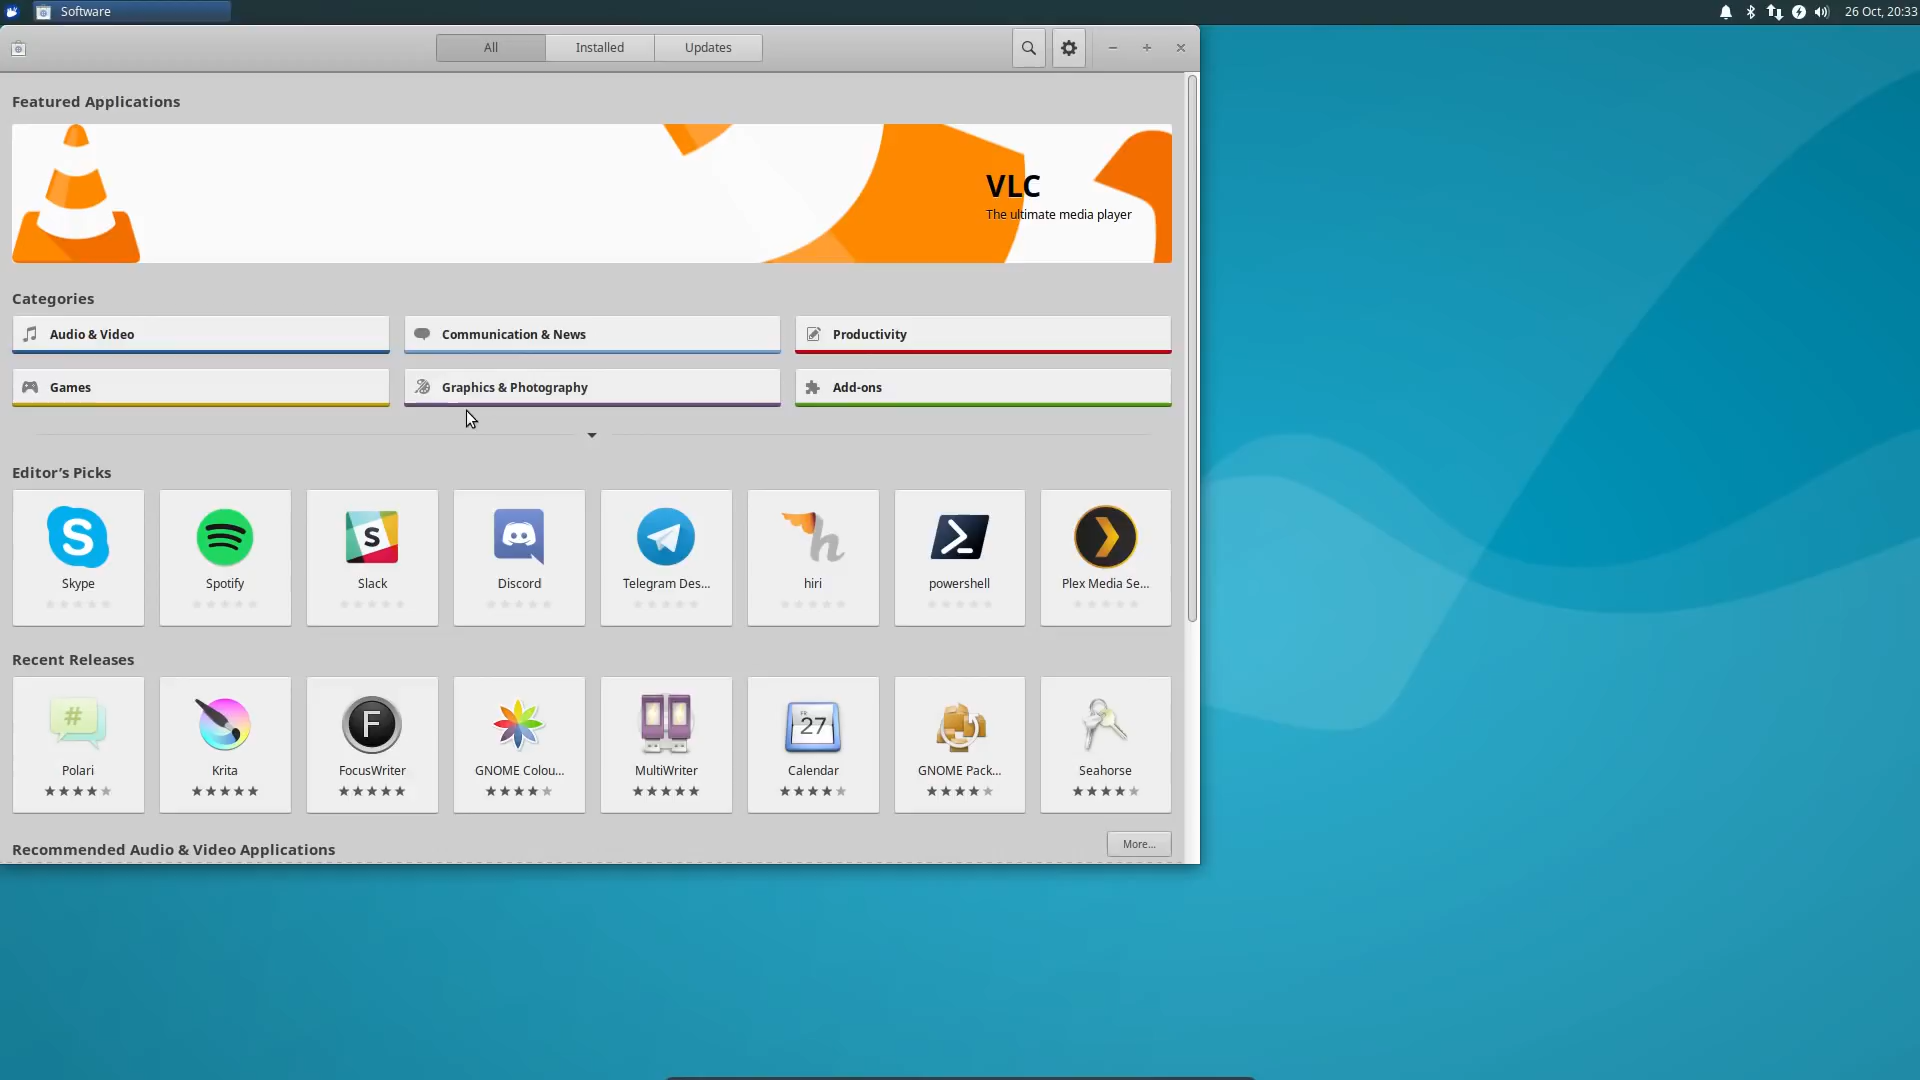 Software
26 Oct, 20:33
All
Installed
Updates
Featured Applications
VLC
The ultimate media player
Categories
Audio & Video
Communication & News
Productivity
Games
Graphics & Photography
Add-ons
Editor’s Picks
S
S
Skype
Spotify
Slack
Discord
Telegram Des...
hiri
powershell
Plex Media Se...
Recent Releases
#
F
27
Polari
Krita
FocusWriter
GNOME Colou...
MultiWriter
Calendar
GNOME Pack...
Seahorse
Recommended Audio & Video Applications
More...